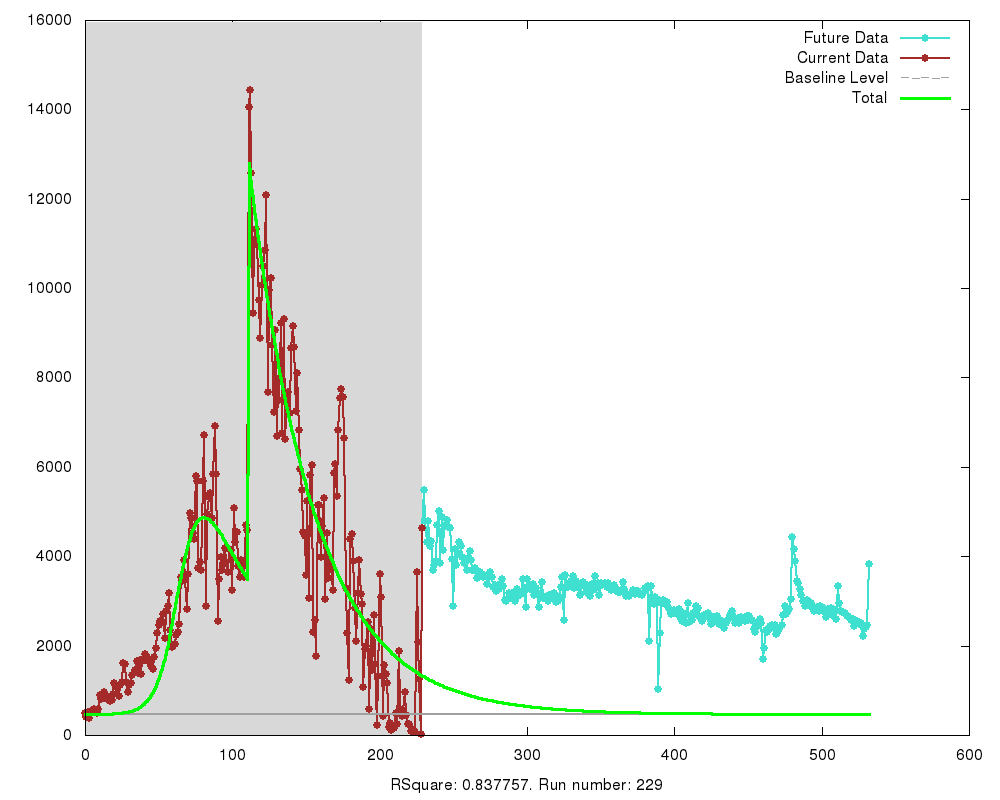 16000
14000
12000
10000
8000
6000
4000
2000
0
Future Data
Current Data
Baseline Level
Total
0 100 200 300 400 500 600
RSquare: 0.837757. Run number: 229